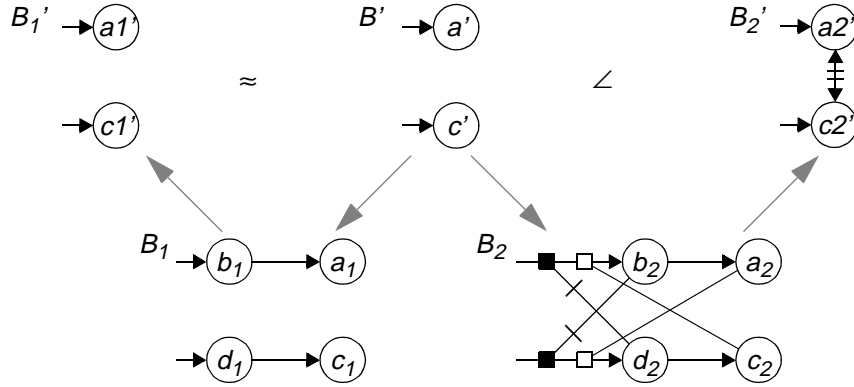 B₁' a1' B' a' B₂' a2'
≈ ∠
c1' c' c2'
B₁ b₁ a₁ B₂ b₂ a₂
d₁ c₁ d₂ c₂